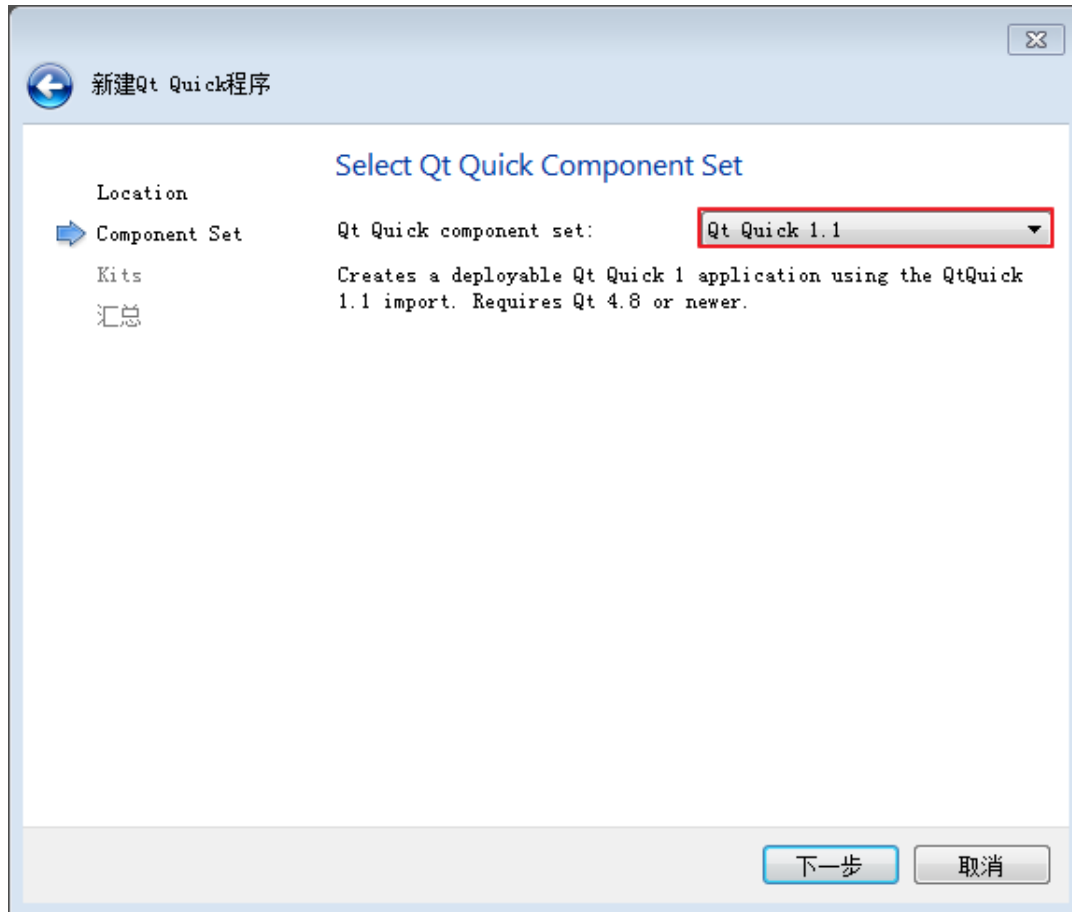 新建Qt Quick程序
Location
Component Set
Kits
汇总
Select Qt Quick Component Set
Qt Quick component set:
Qt Quick 1.1
Creates a deployable Qt Quick 1 application using the QtQuick
1.1 import. Requires Qt 4.8 or newer.
下一步
取消